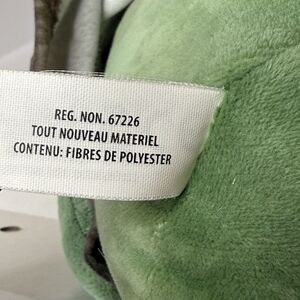 REG. NON. 67226
TOUT NOUVEAU MATERIEL
CONTENU: FIBRES DE POLYESTER